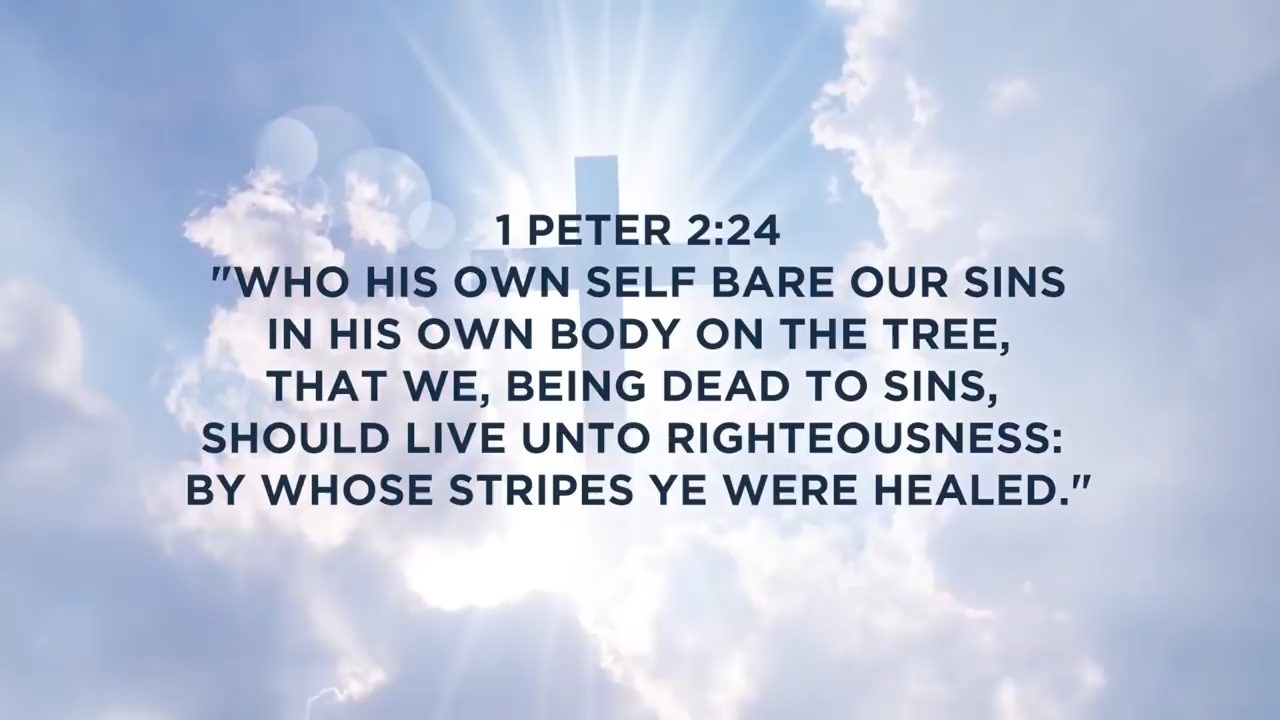 1 PETER 2:24
"WHO HIS OWN SELF BARE OUR SINS
IN HIS OWN BODY ON THE TREE,
THAT WE, BEING DEAD TO SINS,
SHOULD LIVE UNTO RIGHTEOUSNESS:
BY WHOSE STRIPES YE WERE HEALED."